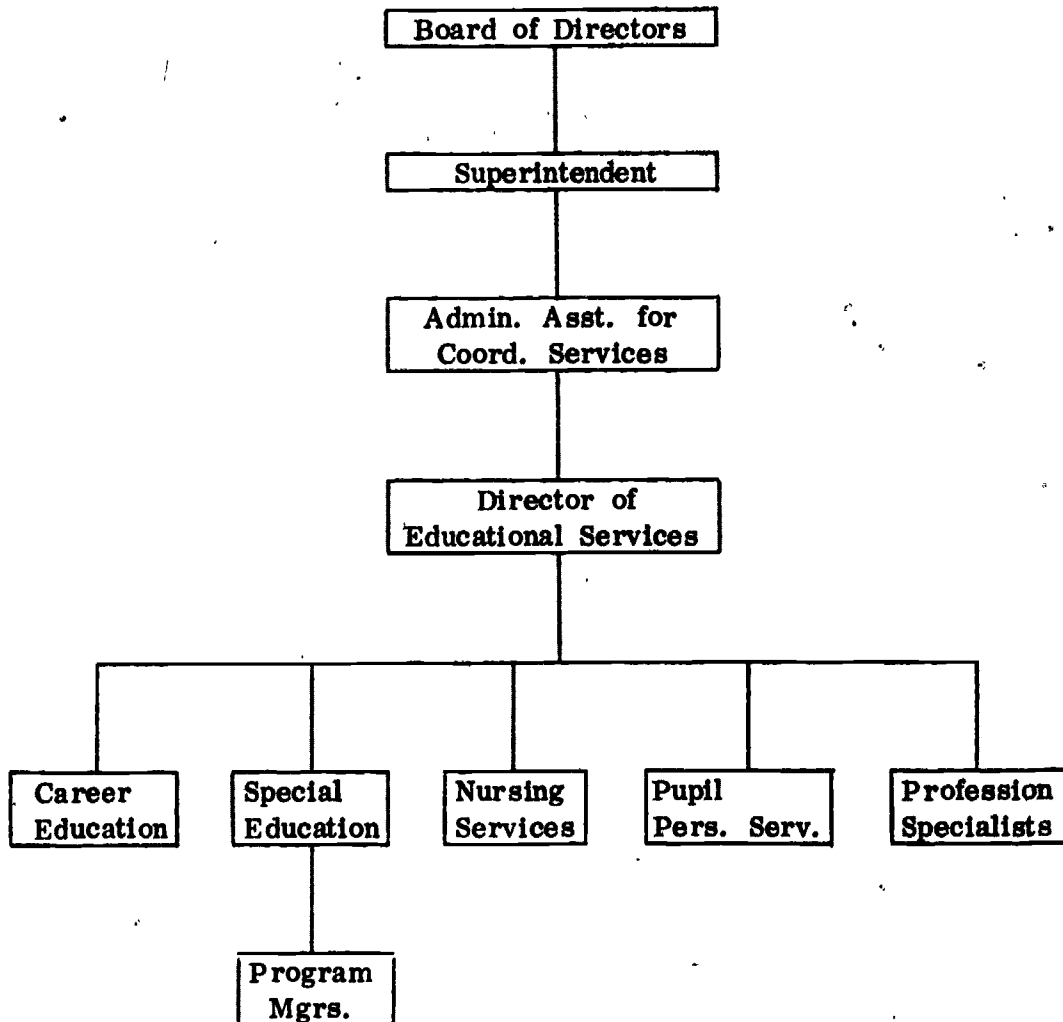 Board of Directors
Superintendent
Admin. Asst. for
Coord. Services
Director of
Educational Services
Career
Education
Special
Education
Nursing
Services
Pupil
Pers. Serv.
Profession
Specialists
Program
Mgrs.